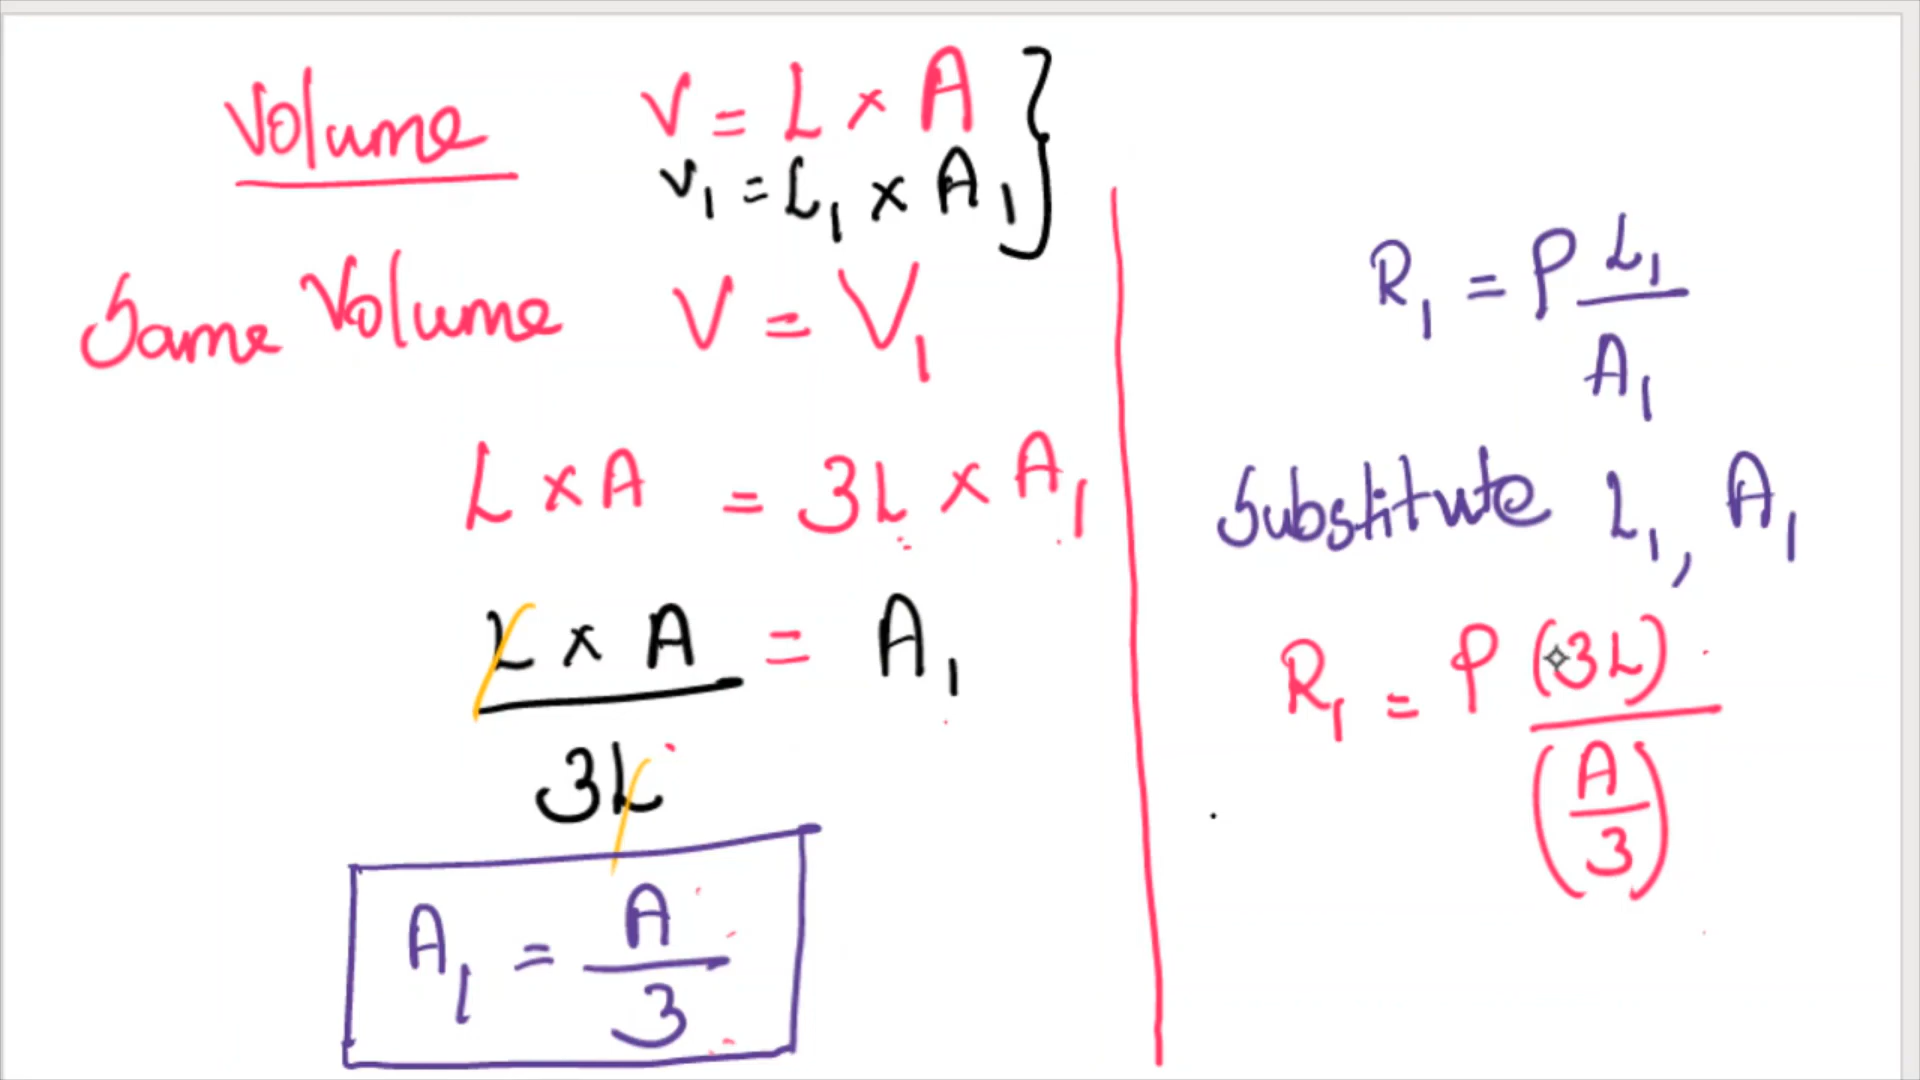 Volume V = L × A
V₁ = L₁ × A₁
Same Volume V = V₁
L × A = 3L × A₁
L × A = A₁
3L
A₁ = A
3
R₁ = ρ L₁
A₁
Substitute L₁, A₁
R₁ = ρ (3L)
(A
3)